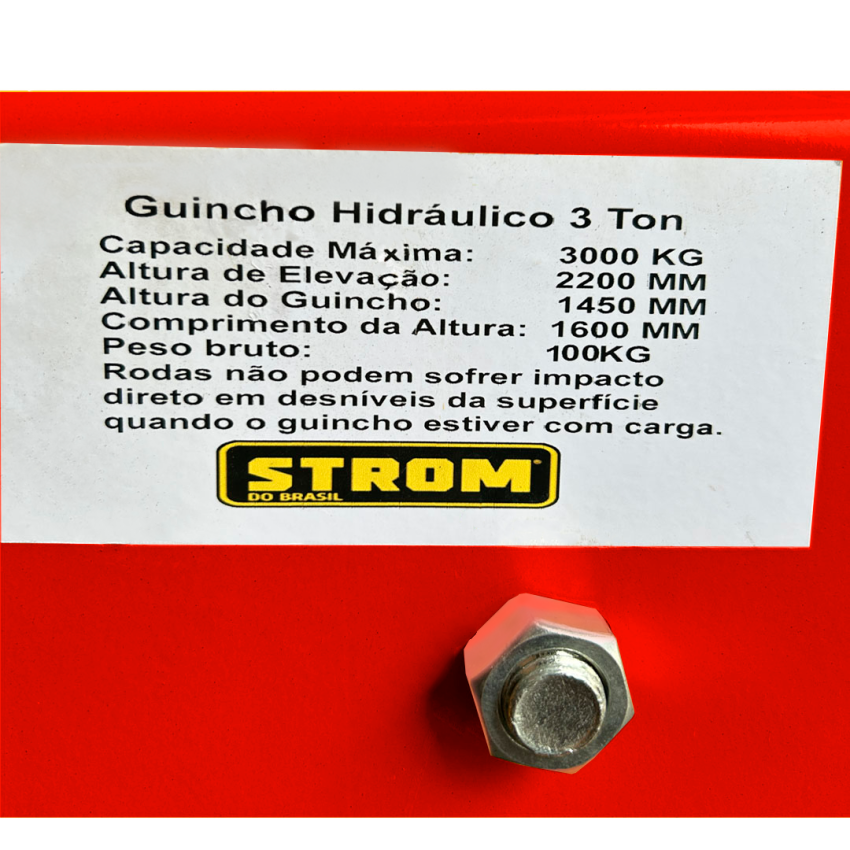 Guincho Hidráulico 3 Ton
Capacidade Máxima: 3000 KG
Altura de Elevação: 2200 MM
Altura do Guincho: 1450 MM
Comprimento da Altura: 1600 MM
Peso bruto: 100KG
Rodas não podem sofrer impacto
direto em desníveis da superfície
quando o guincho estiver com carga.
STROM
DO BRASIL